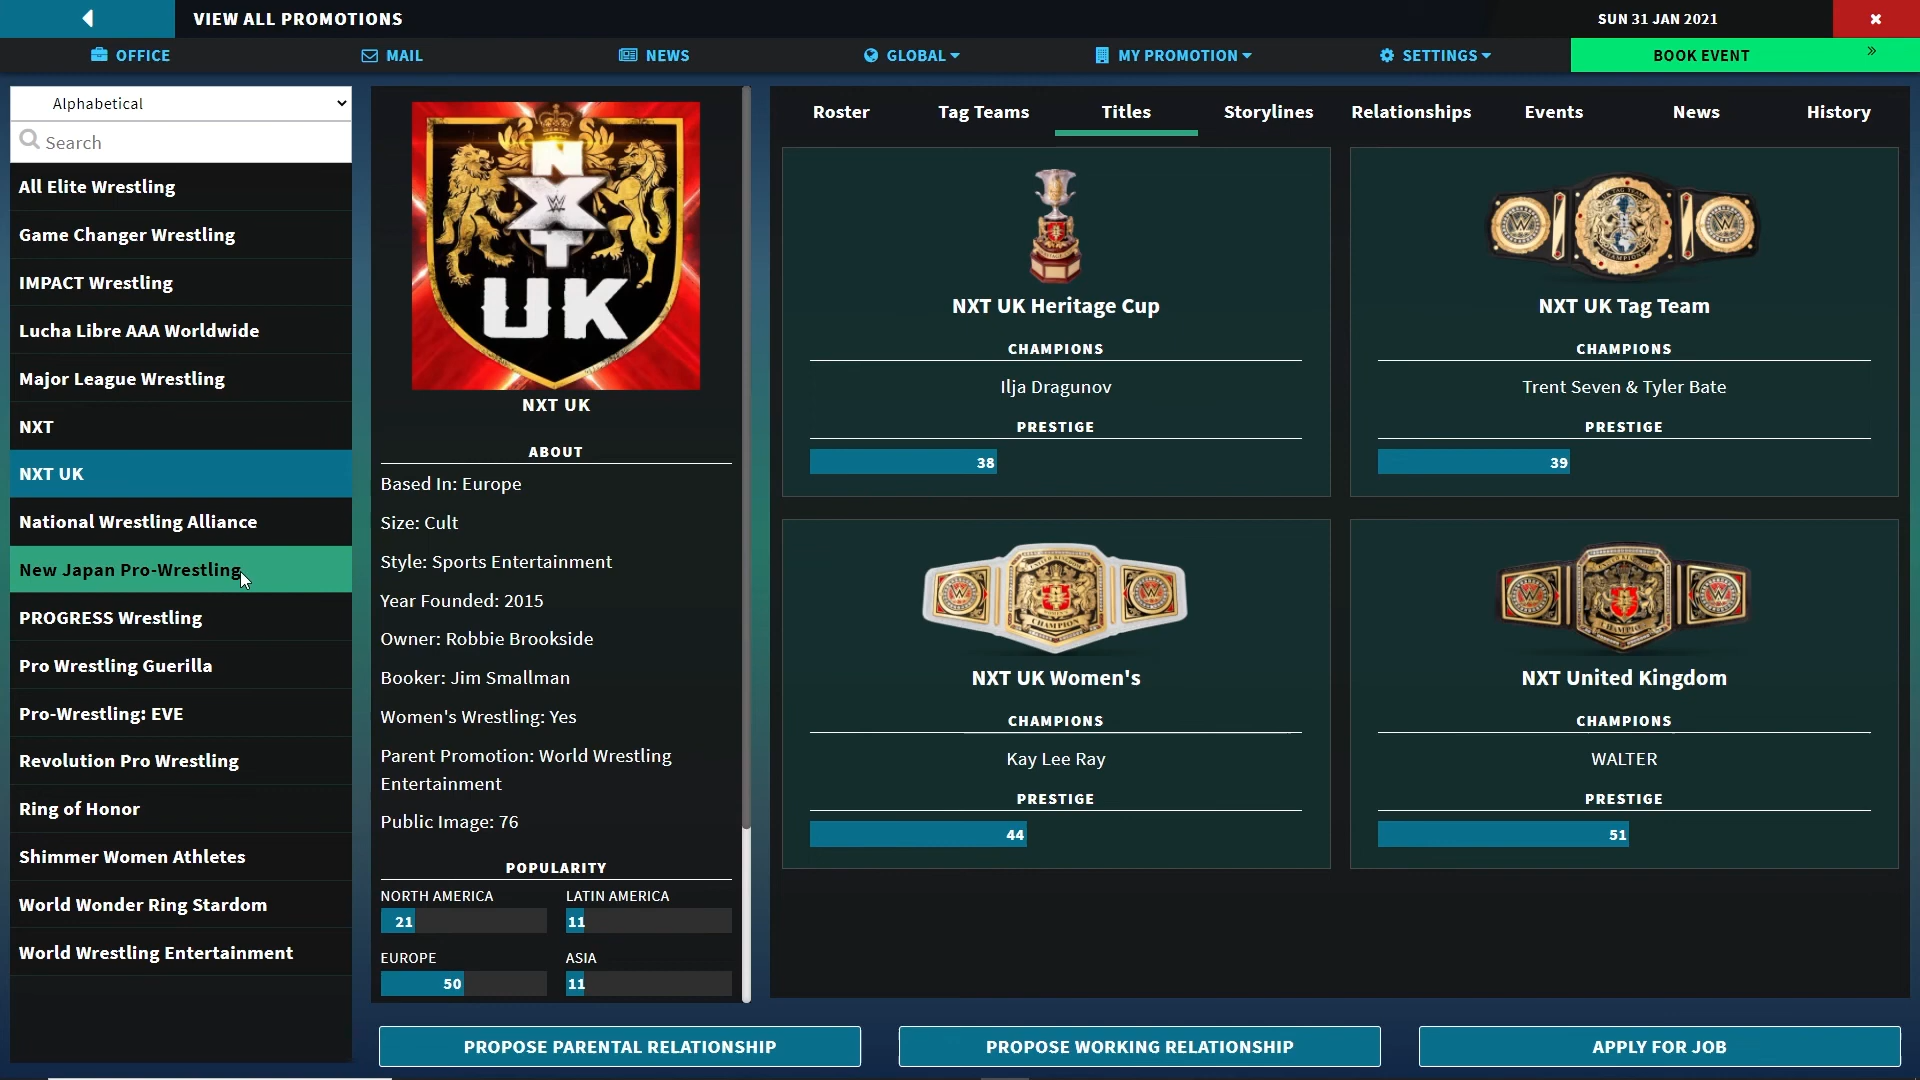 VIEW ALL PROMOTIONS
SUN 31 JAN 2021
OFFICE
MAIL
NEWS
GLOBAL
MY PROMOTION
SETTINGS
BOOK EVENT
Alphabetical
Search
All Elite Wrestling
Game Changer Wrestling
IMPACT Wrestling
Lucha Libre AAA Worldwide
Major League Wrestling
NXT
NXT UK
National Wrestling Alliance
New Japan Pro-Wrestling
PROGRESS Wrestling
Pro Wrestling Guerilla
Pro-Wrestling: EVE
Revolution Pro Wrestling
Ring of Honor
Shimmer Women Athletes
World Wonder Ring Stardom
World Wrestling Entertainment
N
X
T
UK
NXT UK
ABOUT
Based In: Europe
Size: Cult
Style: Sports Entertainment
Year Founded: 2015
Owner: Robbie Brookside
Booker: Jim Smallman
Women's Wrestling: Yes
Parent Promotion: World Wrestling
Entertainment
Public Image: 76
POPULARITY
NORTH AMERICA
LATIN AMERICA
21
11
EUROPE
ASIA
50
11
Roster
Tag Teams
Titles
Storylines
Relationships
Events
News
History
NXT UK Heritage Cup
CHAMPIONS
Ilja Dragunov
PRESTIGE
38
NXT UK Tag Team
CHAMPIONS
Trent Seven & Tyler Bate
PRESTIGE
39
CHAMPION
NXT UK Women's
CHAMPIONS
Kay Lee Ray
PRESTIGE
44
NXT United Kingdom
CHAMPIONS
WALTER
PRESTIGE
51
PROPOSE PARENTAL RELATIONSHIP
PROPOSE WORKING RELATIONSHIP
APPLY FOR JOB